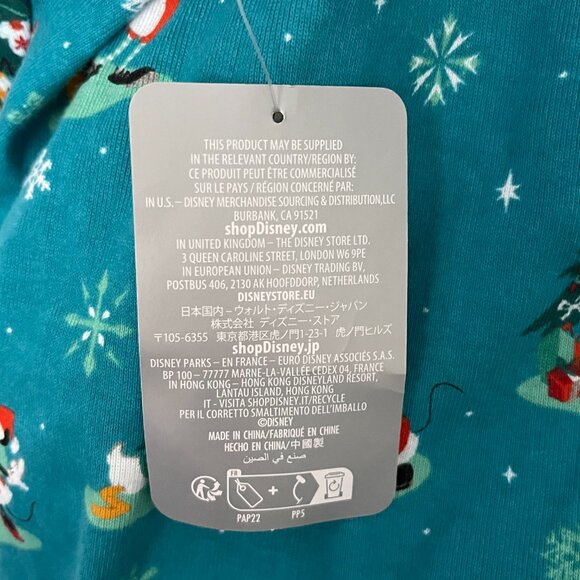 THIS PRODUCT MAY BE SUPPLIED
IN THE RELEVANT COUNTRY/REGION BY:
CE PRODUIT PEUT ÊTRE COMMERCIALISÉ
SUR LE PAYS / RÉGION CONCERNÉ PAR:
IN U.S. – DISNEY MERCHANDISE SOURCING & DISTRIBUTION,LLC
BURBANK, CA 91521
shopDisney.com
IN UNITED KINGDOM – THE DISNEY STORE LTD.
3 QUEEN CAROLINE STREET, LONDON W6 9PE
IN EUROPEAN UNION – DISNEY TRADING BV,
POSTBUS 406, 2130 AK HOOFDDORP, NETHERLANDS
DISNEYSTORE.EU
日本国内 – ウォルト・ディズニー・ジャパン
株式会社 ディズニー・ストア
〒105-6355 東京都港区虎ノ門1-23-1 虎ノ門ヒルズ
shopDisney.jp
DISNEY PARKS – EN FRANCE – EURO DISNEY ASSOCIÉS S.A.S.
BP 100 – 77777 MARNE-LA-VALLÉE CEDEX 04, FRANCE
IN HONG KONG – HONG KONG DISNEYLAND RESORT,
LANTAU ISLAND, HONG KONG
IT - VISITA SHOPDISNEY.IT/RECYCLE
PER IL CORRETTO SMALTIMENTO DELL'IMBALLO
©DISNEY
MADE IN CHINA/FABRIQUÉ EN CHINE
HECHO EN CHINA/中國製
صنع في الصين
FR
+
PAP22 PP5